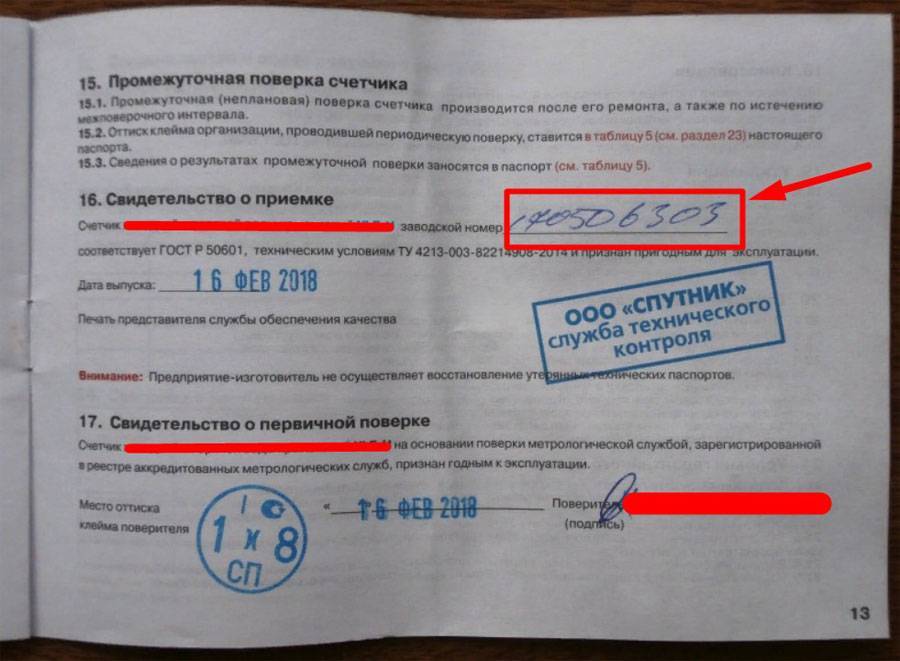 15. Промежуточная поверка счетчика
15.1. Промежуточная (неплановая) поверка счетчика производится после его ремонта, а также по истечению
межповерочного интервала.
15.2. Оттиск клейма организации, проводившей периодическую поверку, ставится в таблицу 5 (см. раздел 23) настоящего
паспорта.
15.3. Сведения о результатах промежуточной поверки заносятся в паспорт (см. таблицу 5).
16. Свидетельство о приемке
Счетчик заводской номер 170506303
соответствует ГОСТ Р 50601, техническим условиям ТУ 4213-003-82214908-2014 и признан пригодным для эксплуатации.
Дата выпуска: 16 ФЕВ 2018
ООО «СПУТНИК»
служба технического
контроля
Печать представителя службы обеспечения качества
Внимание: Предприятие-изготовитель не осуществляет восстановление утерянных технических паспортов.
17. Свидетельство о первичной поверке
Счетчик на основании поверки метрологической службой, зарегистрированной
в реестре аккредитованных метрологических служб, признан годным к эксплуатации.
Место оттиска « 16 ФЕВ 2018 Поверитель
клейма поверителя (подпись)
I
1 И 8
СП
13